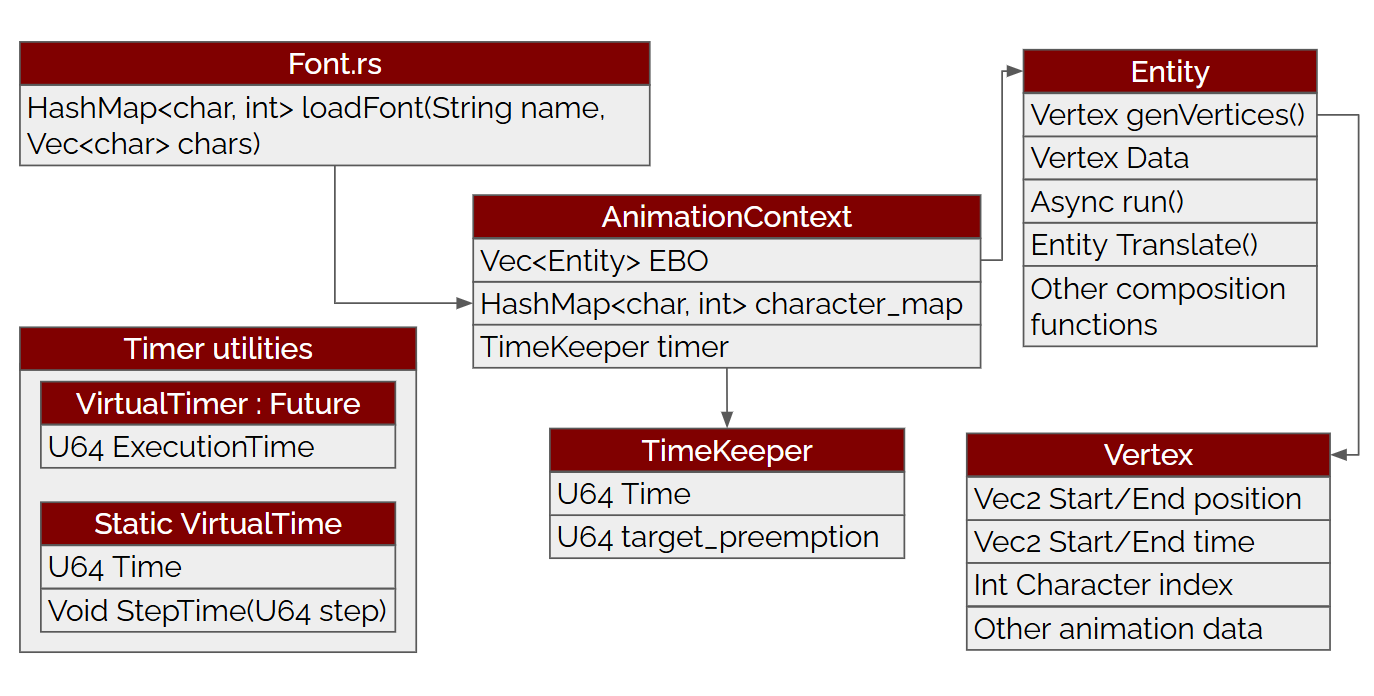 Font.rs
HashMap<char, int> loadFont(String name,
Vec<char> chars)
Entity
Vertex genVertices()
Vertex Data
Async run()
Entity Translate()
Other composition
functions
AnimationContext
Vec<Entity> EBO
HashMap<char, int> character_map
TimeKeeper timer
Timer utilities
VirtualTimer : Future
U64 ExecutionTime
Static VirtualTime
U64 Time
Void StepTime(U64 step)
TimeKeeper
U64 Time
U64 target_preemption
Vertex
Vec2 Start/End position
Vec2 Start/End time
Int Character index
Other animation data